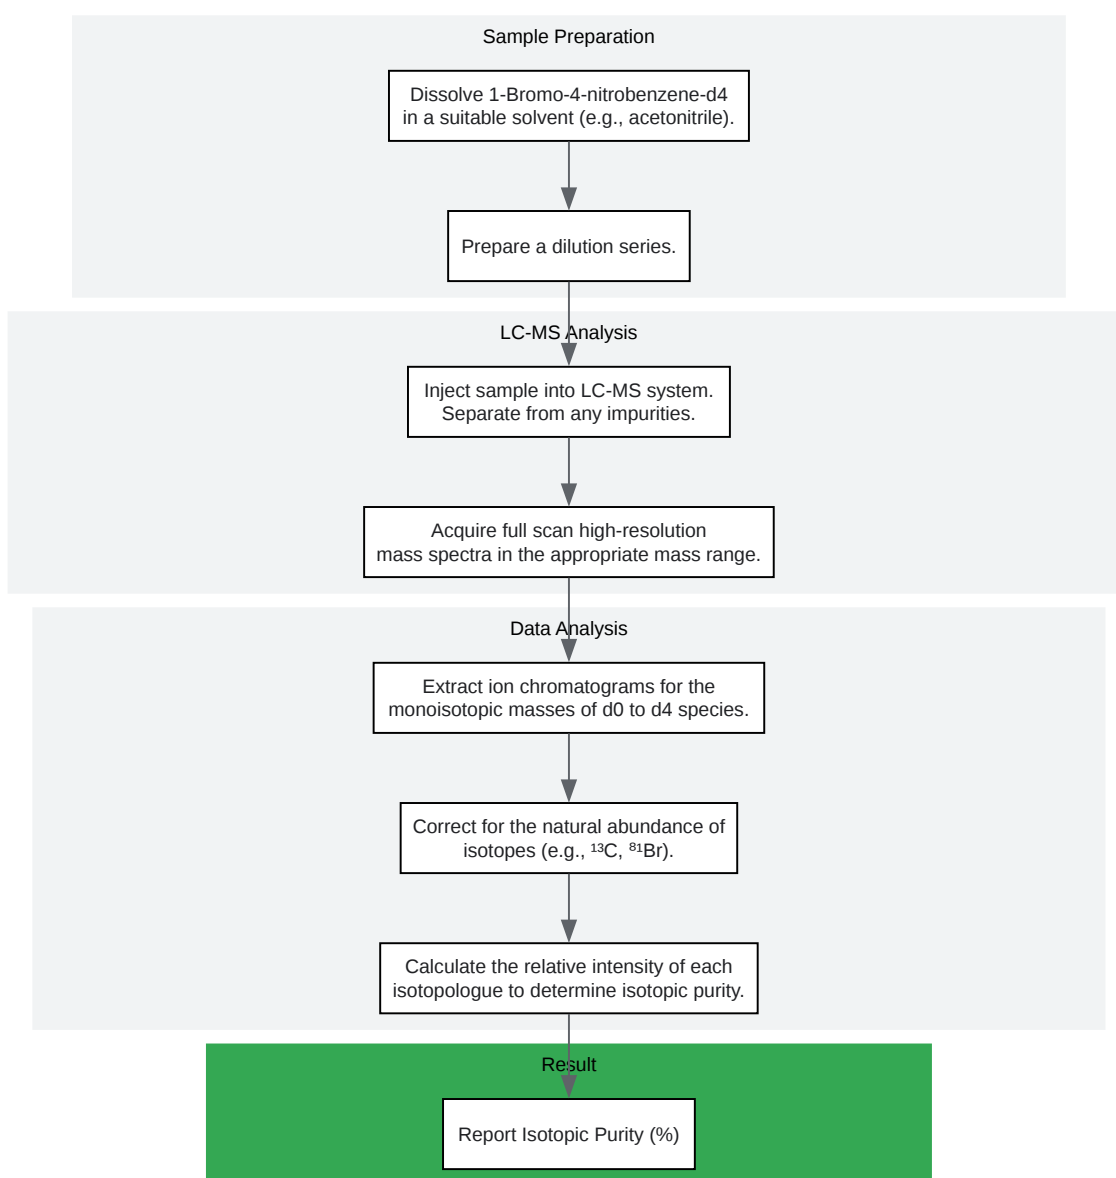 Sample Preparation
Dissolve 1-Bromo-4-nitrobenzene-d4
in a suitable solvent (e.g., acetonitrile).
Prepare a dilution series.
LC-MS Analysis
Inject sample into LC-MS system.
Separate from any impurities.
Acquire full scan high-resolution
mass spectra in the appropriate mass range.
Data Analysis
Extract ion chromatograms for the
monoisotopic masses of d0 to d4 species.
Correct for the natural abundance of
isotopes (e.g., ¹³C, ⁸¹Br).
Calculate the relative intensity of each
isotopologue to determine isotopic purity.
Result
Report Isotopic Purity (%)